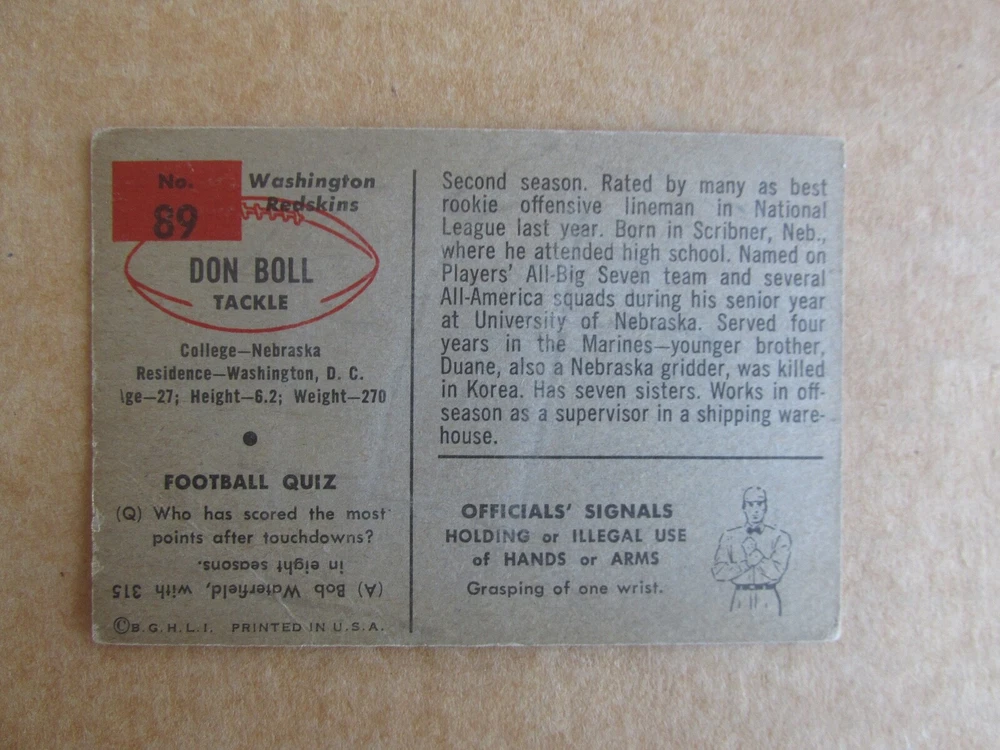 No.
89
Washington
Redskins
DON BOLL
TACKLE
College—Nebraska
Residence—Washington, D. C.
ge—27; Height—6.2; Weight—270
FOOTBALL QUIZ
(Q) Who has scored the most
points after touchdowns?
(A) Bob Waterfield, with 315
in eight seasons.
©B.G.H.L.I. PRINTED IN U.S.A.
Second season. Rated by many as best
rookie offensive lineman in National
League last year. Born in Scribner, Neb.,
where he attended high school. Named on
Players' All-Big Seven team and several
All-America squads during his senior year
at University of Nebraska. Served four
years in the Marines—younger brother,
Duane, also a Nebraska gridder, was killed
in Korea. Has seven sisters. Works in off-
season as a supervisor in a shipping ware-
house.
OFFICIALS' SIGNALS
HOLDING or ILLEGAL USE
of HANDS or ARMS
Grasping of one wrist.